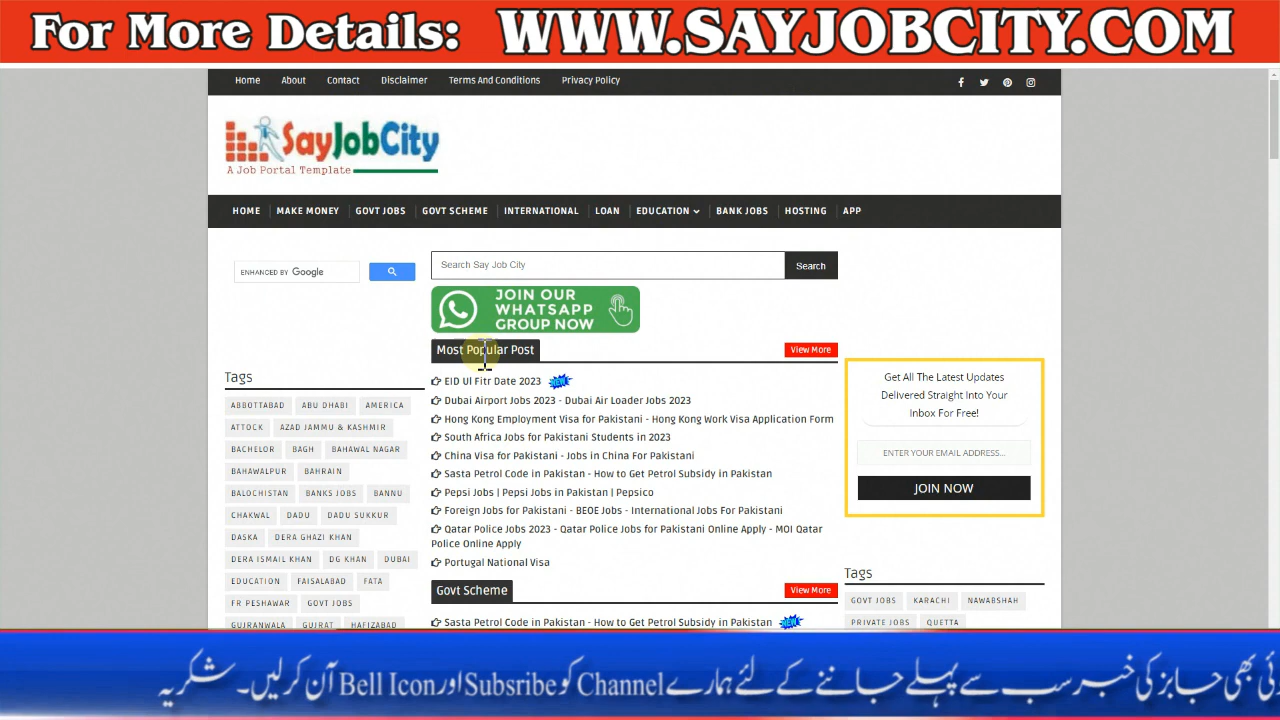 For More Details: WWW.SAYJOBCITY.COM
Home About Contact Disclaimer Terms And Conditions Privacy Policy
SayJobCity
A Job Portal Template
HOME MAKE MONEY GOVT JOBS GOVT SCHEME INTERNATIONAL LOAN EDUCATION BANK JOBS HOSTING APP
ENHANCED BY Google
Search Say Job City Search
JOIN OUR
WHATSAPP
GROUP NOW
Most Popular Post View More
EID Ul Fitr Date 2023 NEW
Dubai Airport Jobs 2023 - Dubai Air Loader Jobs 2023
Hong Kong Employment Visa for Pakistani - Hong Kong Work Visa Application Form
South Africa Jobs for Pakistani Students in 2023
China Visa for Pakistani - Jobs in China For Pakistani
Sasta Petrol Code in Pakistan - How to Get Petrol Subsidy in Pakistan
Pepsi Jobs | Pepsi Jobs in Pakistan | Pepsico
Foreign Jobs for Pakistani - BEOE Jobs - International Jobs For Pakistani
Qatar Police Jobs 2023 - Qatar Police Jobs for Pakistani Online Apply - MOI Qatar
Police Online Apply
Portugal National Visa
Govt Scheme View More
Sasta Petrol Code in Pakistan - How to Get Petrol Subsidy in Pakistan NEW
Tags
ABBOTTABAD ABU DHABI AMERICA
ATTOCK AZAD JAMMU & KASHMIR
BACHELOR BAGH BAHAWAL NAGAR
BAHAWALPUR BAHRAIN
BALOCHISTAN BANKS JOBS BANNU
CHAKWAL DADU DADU SUKKUR
DASKA DERA GHAZI KHAN
DERA ISMAIL KHAN DG KHAN DUBAI
EDUCATION FAISALABAD FATA
FR PESHAWAR GOVT JOBS
GUJRANWALA GUJRAT HAFIZABAD
Get All The Latest Updates
Delivered Straight Into Your
Inbox For Free!
ENTER YOUR EMAIL ADDRESS...
JOIN NOW
Tags
GOVT JOBS KARACHI NAWABSHAH
PRIVATE JOBS QUETTA
بھی جابز کی خبر سب سے پہلے جاننے کے لئے ہمارے Channel کو Subsribe اور Bell Icon آن کرلیں۔ شکریہ